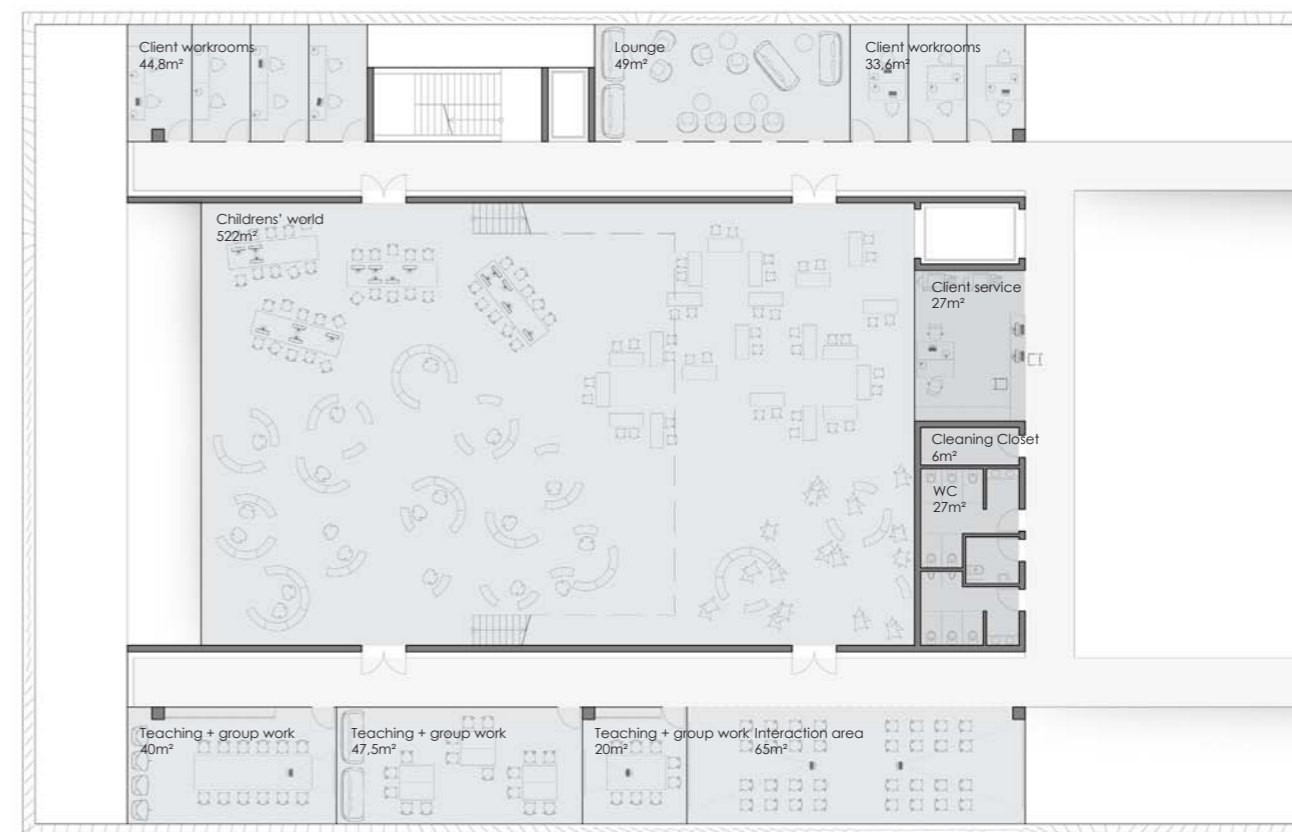 Client workrooms
44,8m²
Lounge
49m²
Client workrooms
33,6m²
Childrens' world
522m²
Client service
27m²
Cleaning Closet
6m²
WC
27m²
Teaching + group work
40m²
Teaching + group work
47,5m²
Teaching + group work
20m²
Interaction area
65m²